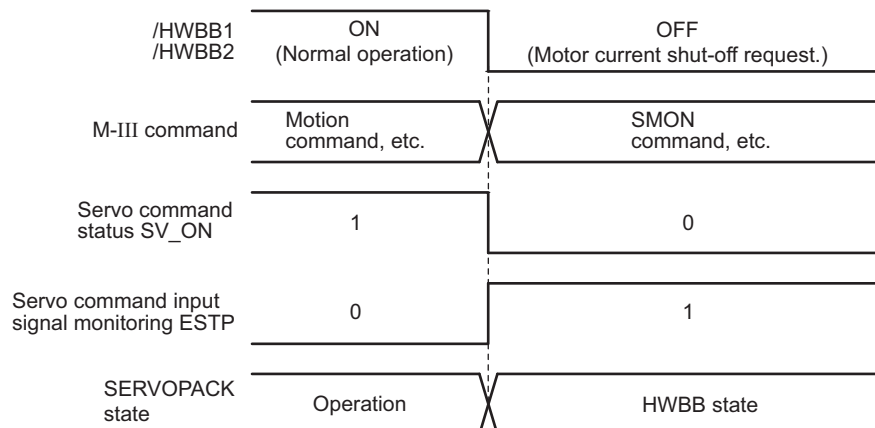 /HWBB1
/HWBB2
ON
(Normal operation)
OFF
(Motor current shut-off request.)
M-III command
Motion
command, etc.
SMON
command, etc.
Servo command
status SV_ON
1
0
Servo command input
signal monitoring ESTP
0
1
SERVOPACK
state
Operation
HWBB state